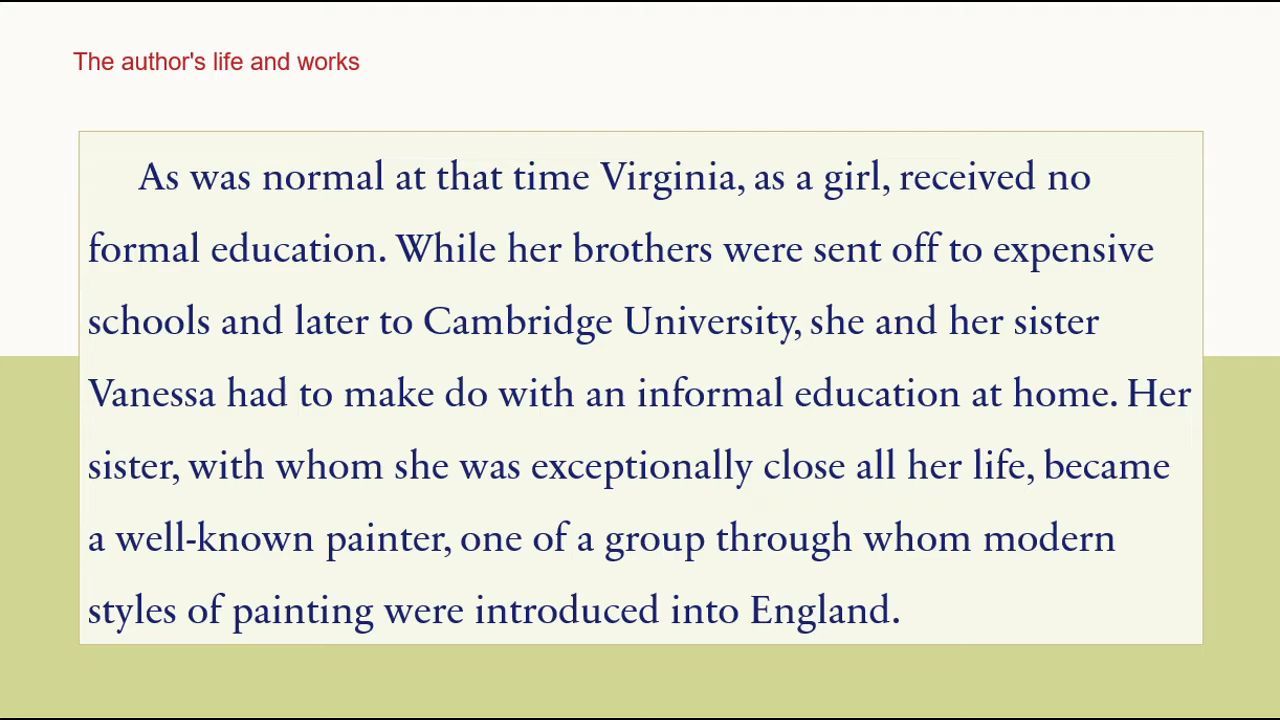 The author's life and works
As was normal at that time Virginia, as a girl, received no
formal education. While her brothers were sent off to expensive
schools and later to Cambridge University, she and her sister
Vanessa had to make do with an informal education at home. Her
sister, with whom she was exceptionally close all her life, became
a well-known painter, one of a group through whom modern
styles of painting were introduced into England.